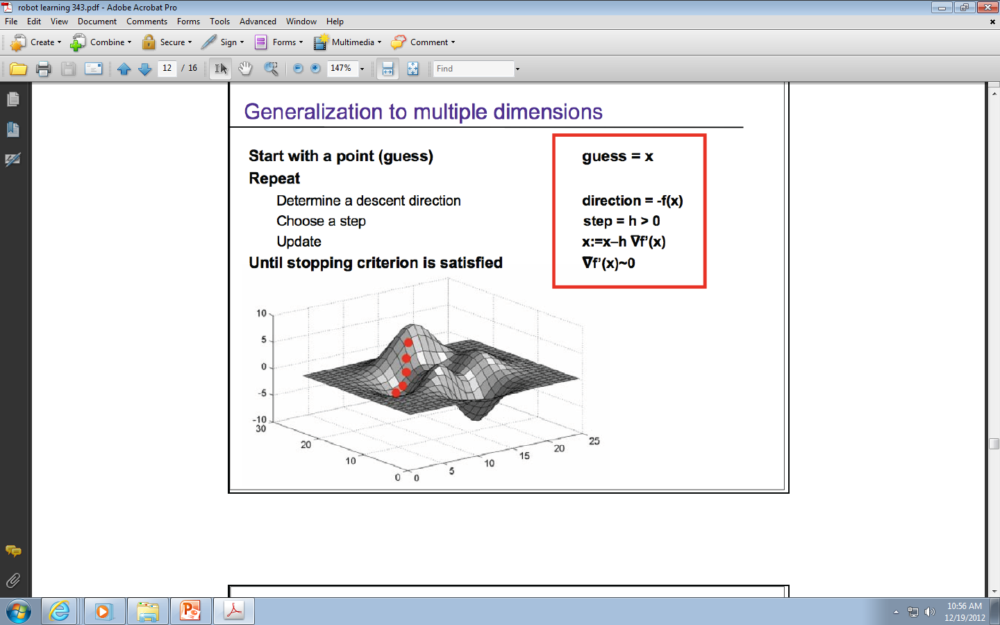 robot learning 343.pdf - Adobe Acrobat Pro
File Edit View Document Comments Forms Tools Advanced Window Help
Create Combine Secure Sign Forms Multimedia Comment
12 / 16 147% Find
Generalization to multiple dimensions
Start with a point (guess) guess = x
Repeat
Determine a descent direction direction = -f(x)
Choose a step step = h > 0
Update x:=x–h ∇f’(x)
Until stopping criterion is satisfied ∇f’(x)~0
10
5
0
-5
-10
30
20
10
0
0
5
10
15
20
25
10:56 AM
12/19/2012